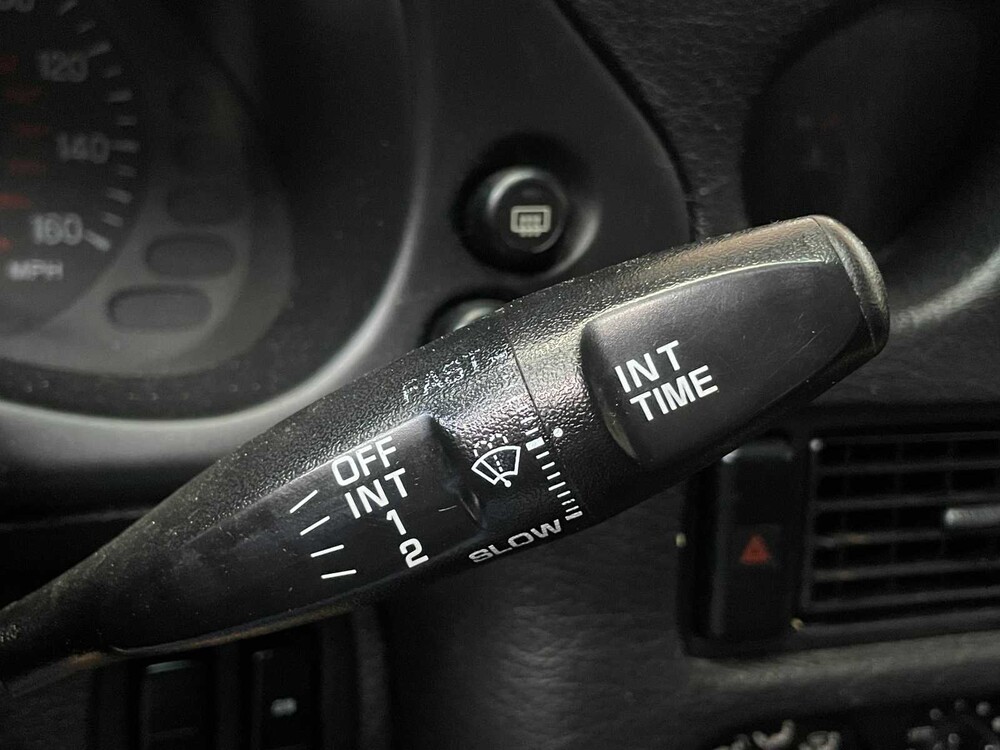 120
140
160
MPH
FAST
OFF
INT
1
2
SLOW
INT
TIME